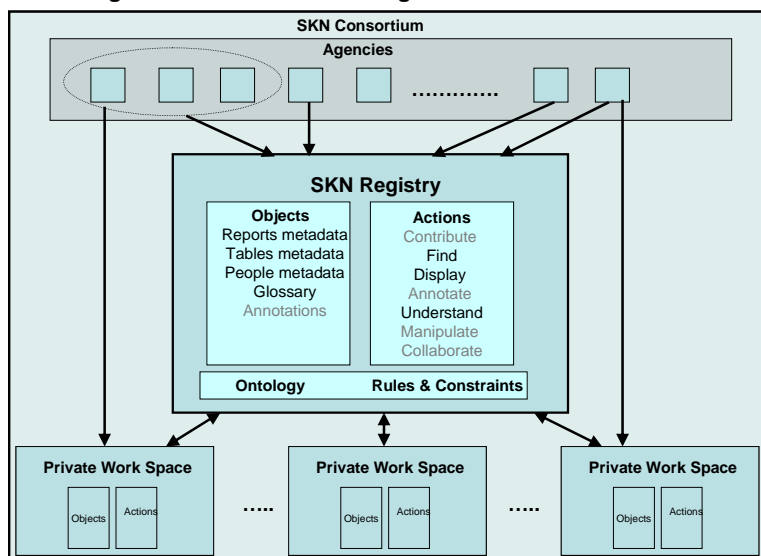 SKN Consortium
Agencies
.............
SKN Registry
Objects
Reports metadata
Tables metadata
People metadata
Glossary
Annotations
Actions
Contribute
Find
Display
Annotate
Understand
Manipulate
Collaborate
Ontology
Rules & Constraints
Private Work Space
Objects
Actions
.....
Private Work Space
Objects
Actions
.....
Private Work Space
Objects
Actions